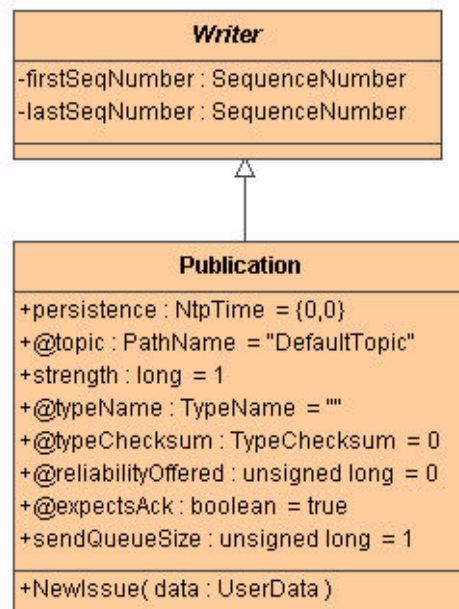 Writer
-firstSeqNumber : SequenceNumber
-lastSeqNumber : SequenceNumber
Publication
+persistence : NtpTime = {0,0}
+@topic : PathName = "DefaultTopic"
+strength : long = 1
+@typeName : TypeName = ""
+@typeChecksum : TypeChecksum = 0
+@reliabilityOffered : unsigned long = 0
+@expectsAck : boolean = true
+sendQueueSize : unsigned long = 1
+NewIssue( data : UserData )